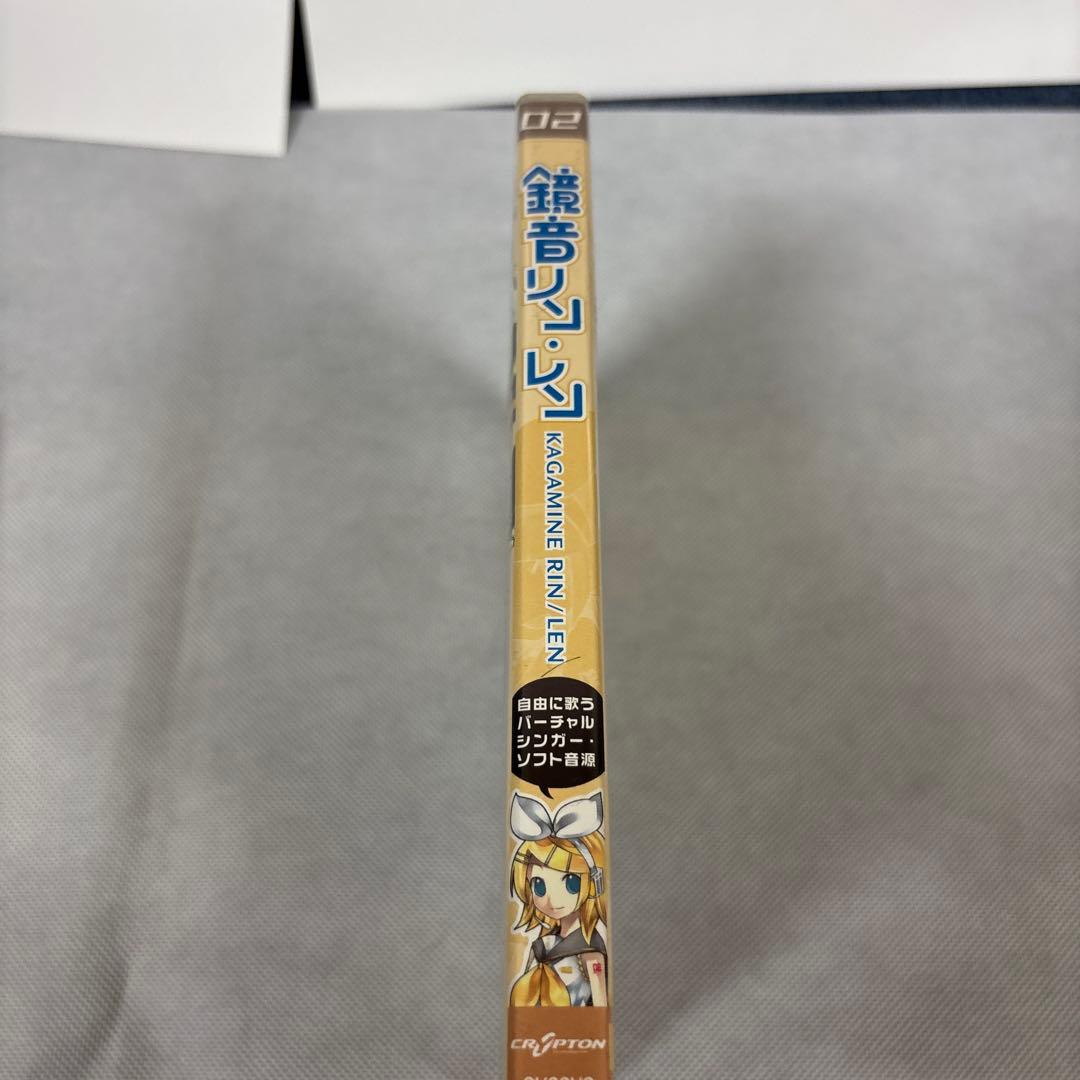 02
鏡音リン・レン
KAGAMINE RIN/LEN
自由に歌う
バーチャル
シンガー・
ソフト音源
CRYPTON